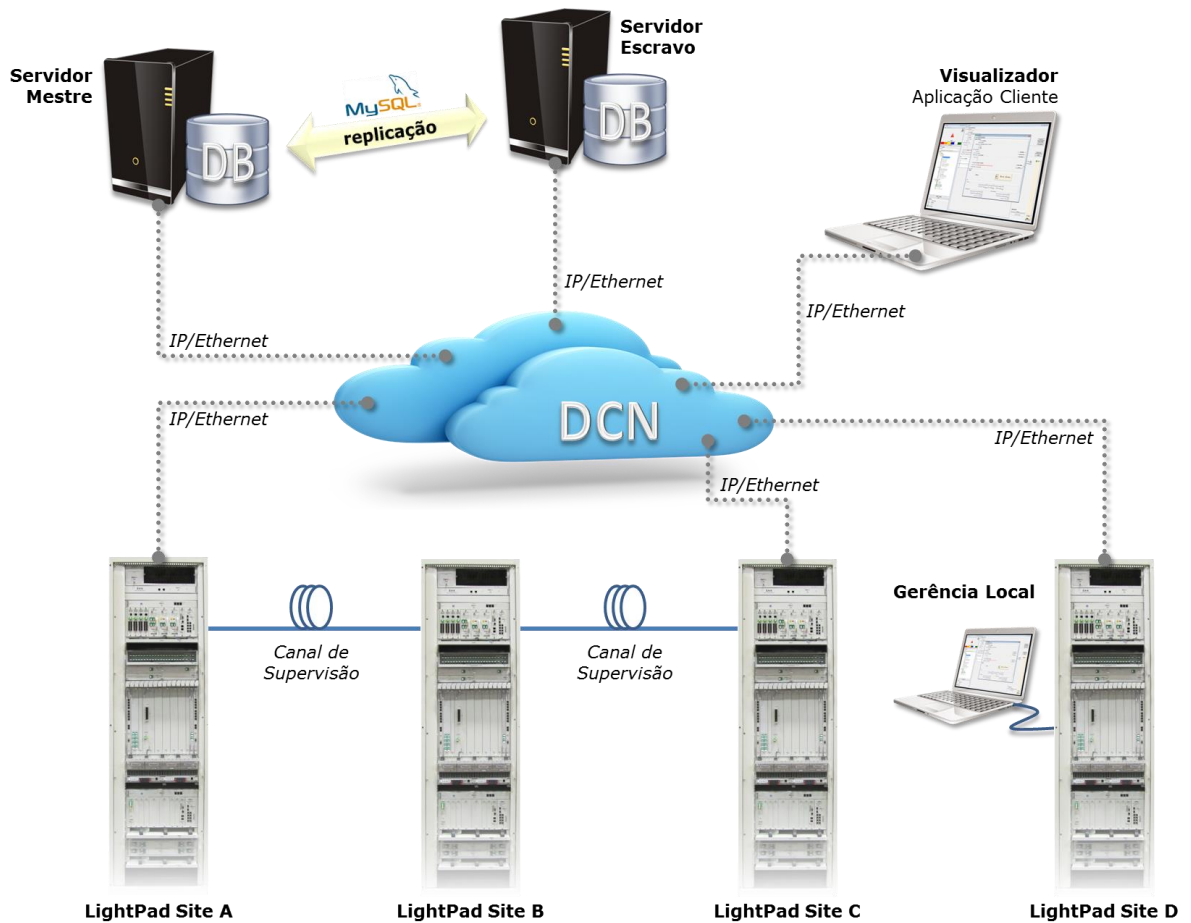 Servidor
Mestre
DB
MySQL
replicação
Servidor
Escravo
DB
Visualizador
Aplicação Cliente
IP/Ethernet
IP/Ethernet
IP/Ethernet
IP/Ethernet
DCN
IP/Ethernet
IP/Ethernet
Canal de
Supervisão
Canal de
Supervisão
Gerência Local
LightPad Site A
LightPad Site B
LightPad Site C
LightPad Site D